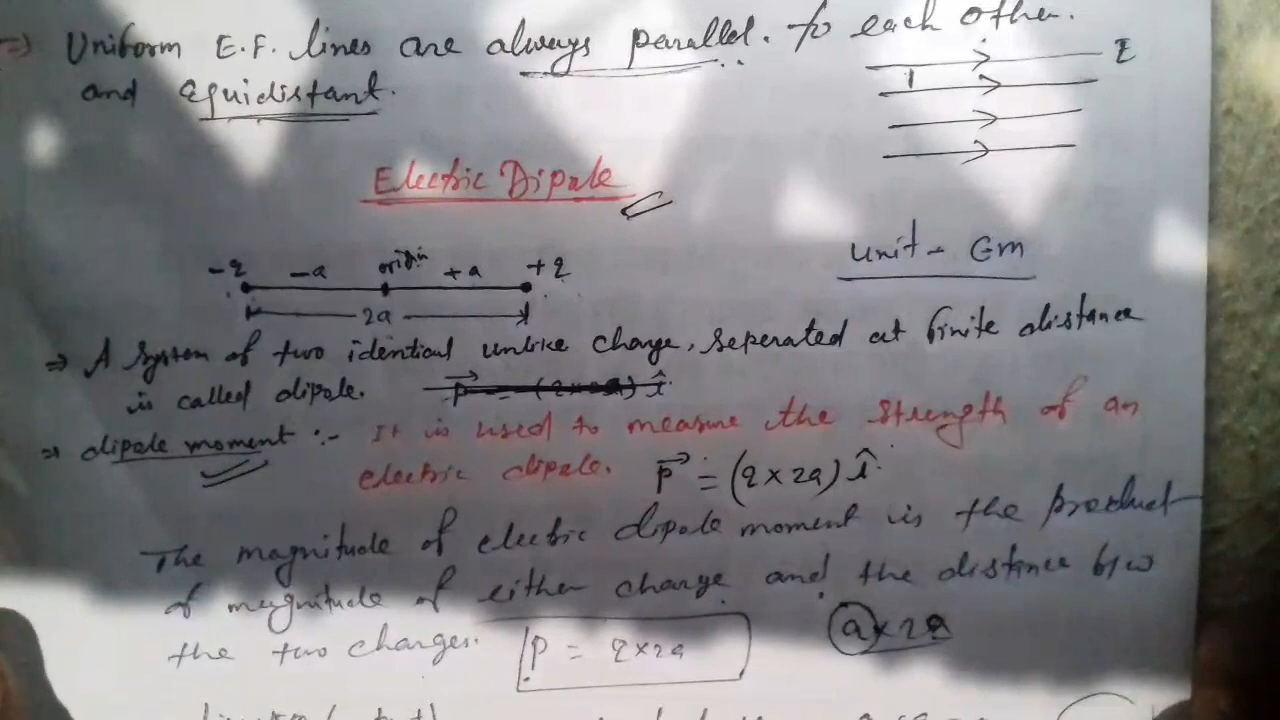 => Uniform E.F. lines are always parallel. to each other.
and equidistant.
E
Electric Dipole
Unit - Cm
-q -a origin +a +q
2a
=> A system of two identical unlike charge, seperated at finite distance
is called dipole.
=> dipole moment :- It is used to measure the strength of an
electric dipole. p⃗ = (q×2a) î
The magnitude of electric dipole moment is the product
of magnitude of either charge and the distance b/w
the two charges. p = q×2a
q×2a